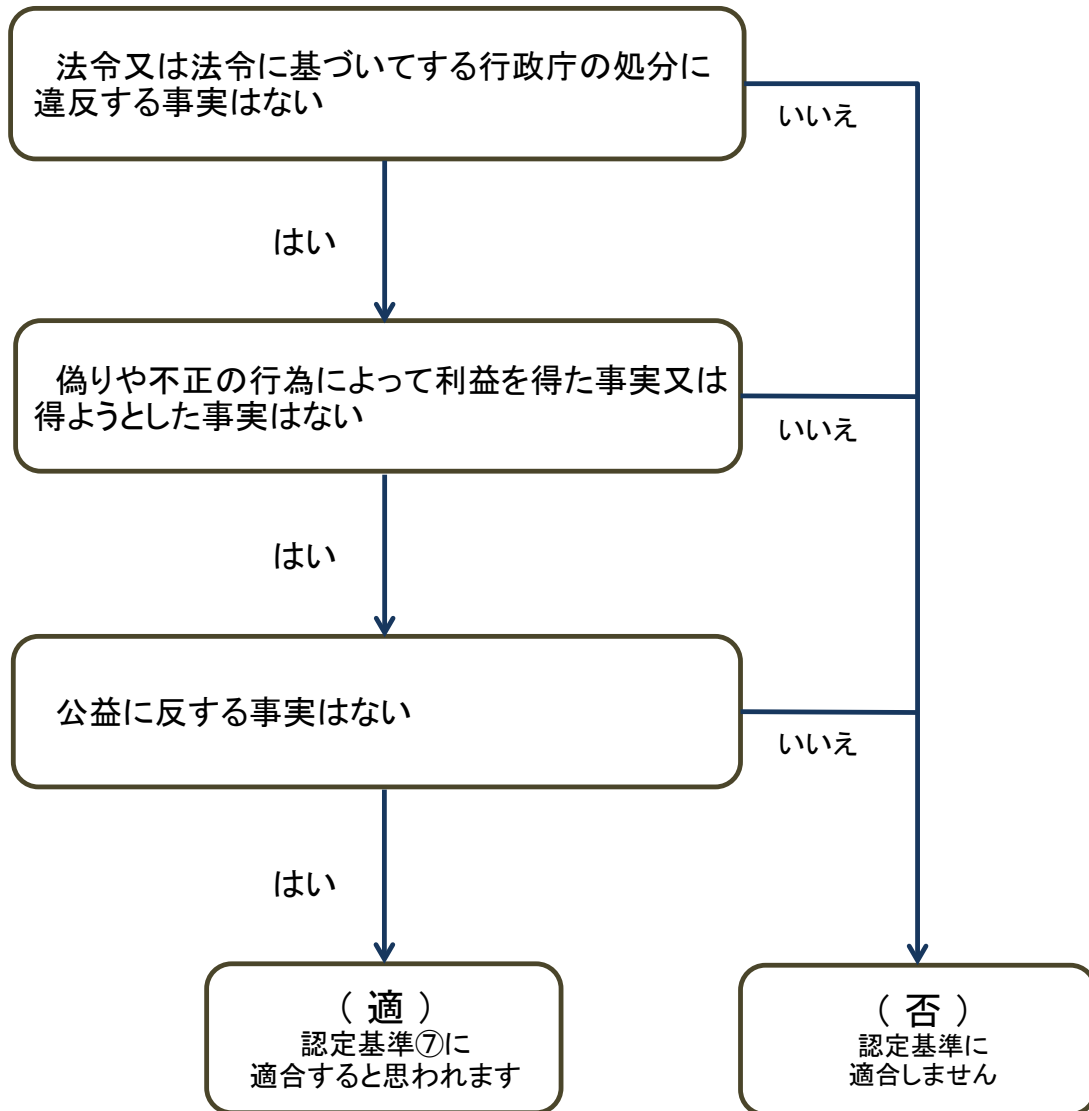 法令又は法令に基づいてする行政庁の処分に
違反する事実はない
いいえ
はい
偽りや不正の行為によって利益を得た事実又は
得ようとした事実はない
いいえ
はい
公益に反する事実はない
いいえ
はい
（ 適 ）
認定基準⑦に
適合すると思われます
（ 否 ）
認定基準に
適合しません